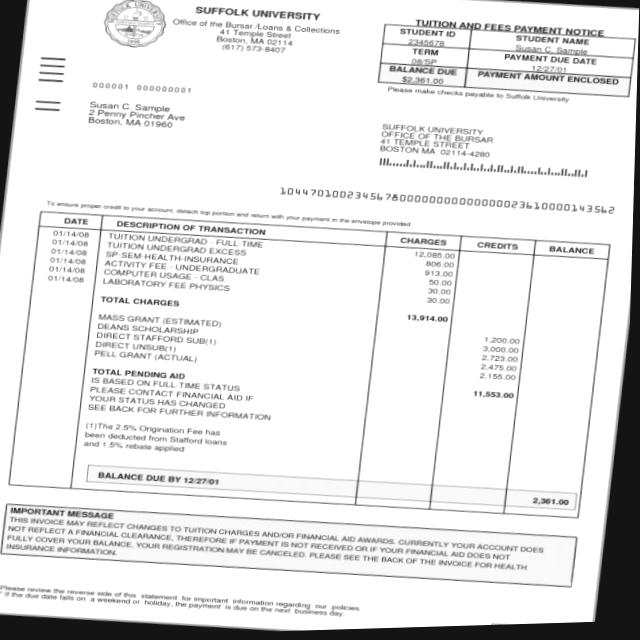 SUFFOLK UNIVERSITY
Office of the Bursar /Loans & Collections
41 Temple Street
Boston, MA 02114
(617) 573-8407
TUITION AND FEES PAYMENT NOTICE
STUDENT ID STUDENT NAME
2345678 Susan C. Sample
TERM PAYMENT DUE DATE
08/SP 12/27/01
BALANCE DUE PAYMENT AMOUNT ENCLOSED
$2,361.00
Please make checks payable to Suffolk University
000001 000000001
Susan C. Sample
2 Penny Pincher Ave
Boston, MA 01960
SUFFOLK UNIVERSITY
OFFICE OF THE BURSAR
41 TEMPLE STREET
BOSTON MA 02114-4280
To ensure proper credit to your account, detach top portion and return with your payment in the envelope provided.
DATE DESCRIPTION OF TRANSACTION CHARGES CREDITS BALANCE
01/14/08 TUITION UNDERGRAD - FULL-TIME 12,085.00
01/14/08 TUITION UNDERGRAD EXCESS 806.00
01/14/08 SP-SEM-HEALTH-INSURANCE 913.00
01/14/08 ACTIVITY FEE - UNDERGRADUATE 50.00
01/14/08 COMPUTER USAGE - CLAS 30.00
01/14/08 LABORATORY FEE PHYSICS 30.00
TOTAL CHARGES 13,914.00
MASS GRANT (ESTIMATED) 1,200.00
DEANS SCHOLARSHIP 3,000.00
DIRECT STAFFORD SUB(1) 2,723.00
DIRECT UNSUB(1) 2,475.00
PELL GRANT (ACTUAL) 2,155.00
TOTAL PENDING AID 11,553.00
IS BASED ON FULL-TIME STATUS
PLEASE CONTACT FINANCIAL AID IF
YOUR STATUS HAS CHANGED
SEE BACK FOR FURTHER INFORMATION
(1)The 2.5% Origination Fee has
been deducted from Stafford loans
and 1.5% rebate applied
BALANCE DUE BY 12/27/01 2,361.00
IMPORTANT MESSAGE
THIS INVOICE MAY REFLECT CHANGES TO TUITION CHARGES AND/OR FINANCIAL AID AWARDS. CURRENTLY YOUR ACCOUNT DOES
NOT REFLECT A FINANCIAL CLEARANCE, THEREFORE IF PAYMENT IS NOT RECEIVED OR IF YOUR FINANCIAL AID DOES NOT
FULLY COVER YOUR BALANCE. YOUR REGISTRATION MAY BE CANCELED. PLEASE SEE THE BACK OF THE INVOICE FOR HEALTH
INSURANCE INFORMATION.
Please review the reverse side of this statement for important information regarding our policies.
* If the due date falls on a weekend or holiday, the payment is due on the next business day.